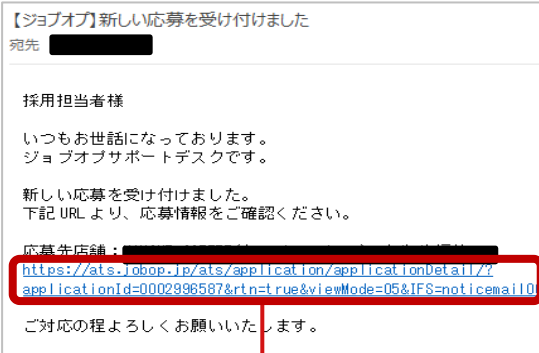 【ジョブオプ】新しい応募を受け付けました
宛先
採用担当者様
いつもお世話になっております。
ジョブオプサポートデスクです。
新しい応募を受け付けました。
下記URLより、応募情報をご確認ください。
応募先店舗：
https://ats.jobop.jp/ats/application/applicationDetail/?
applicationId=0002996587&rtn=true&viewMode=05&IFS=noticemail0
ご対応の程よろしくお願いいたします。